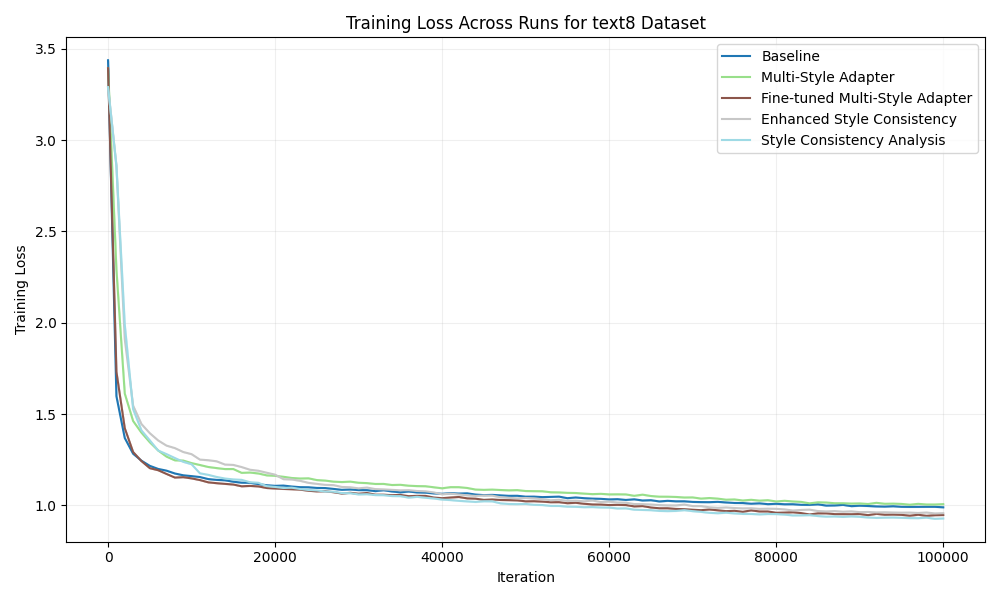 Training Loss Across Runs for text8 Dataset
3.5
3.0
2.5
2.0
1.5
1.0
Training Loss
Baseline
Multi-Style Adapter
Fine-tuned Multi-Style Adapter
Enhanced Style Consistency
Style Consistency Analysis
0
20000
40000
60000
80000
100000
Iteration